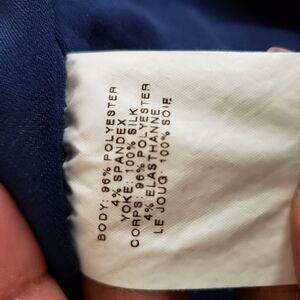 BODY: 96% POLYESTER
4% SPANDEX
YOKE: 100% SILK
CORPS: 96% POLYESTER
4% ELASTHANNE
LE JOUG: 100% SOIE